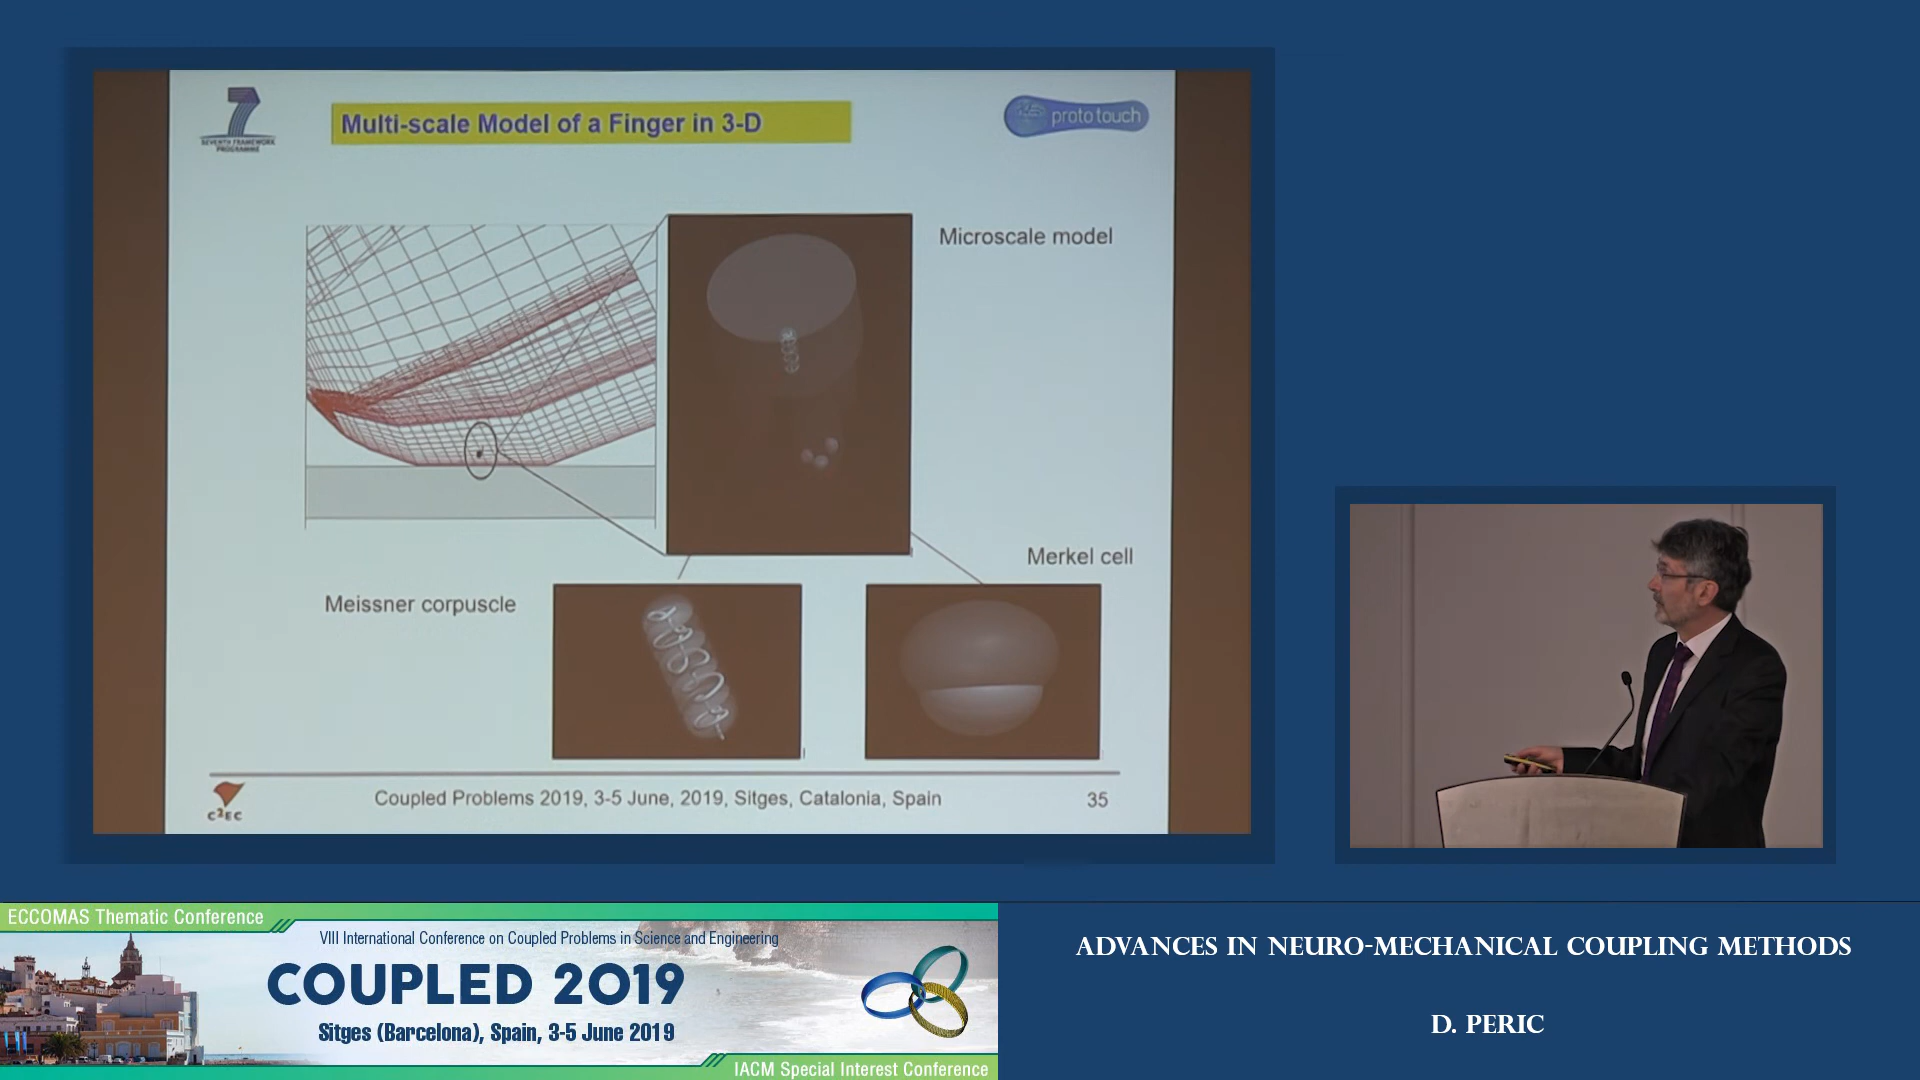 7
SEVENTH FRAMEWORK
PROGRAMME
Multi-scale Model of a Finger in 3-D
proto touch
Microscale model
Merkel cell
Meissner corpuscle
C²EC
Coupled Problems 2019, 3-5 June, 2019, Sitges, Catalonia, Spain
35
ECCOMAS Thematic Conference
VIII International Conference on Coupled Problems in Science and Engineering
COUPLED 2019
Sitges (Barcelona), Spain, 3-5 June 2019
IACM Special Interest Conference
ADVANCES IN NEURO-MECHANICAL COUPLING METHODS
D. PERIC